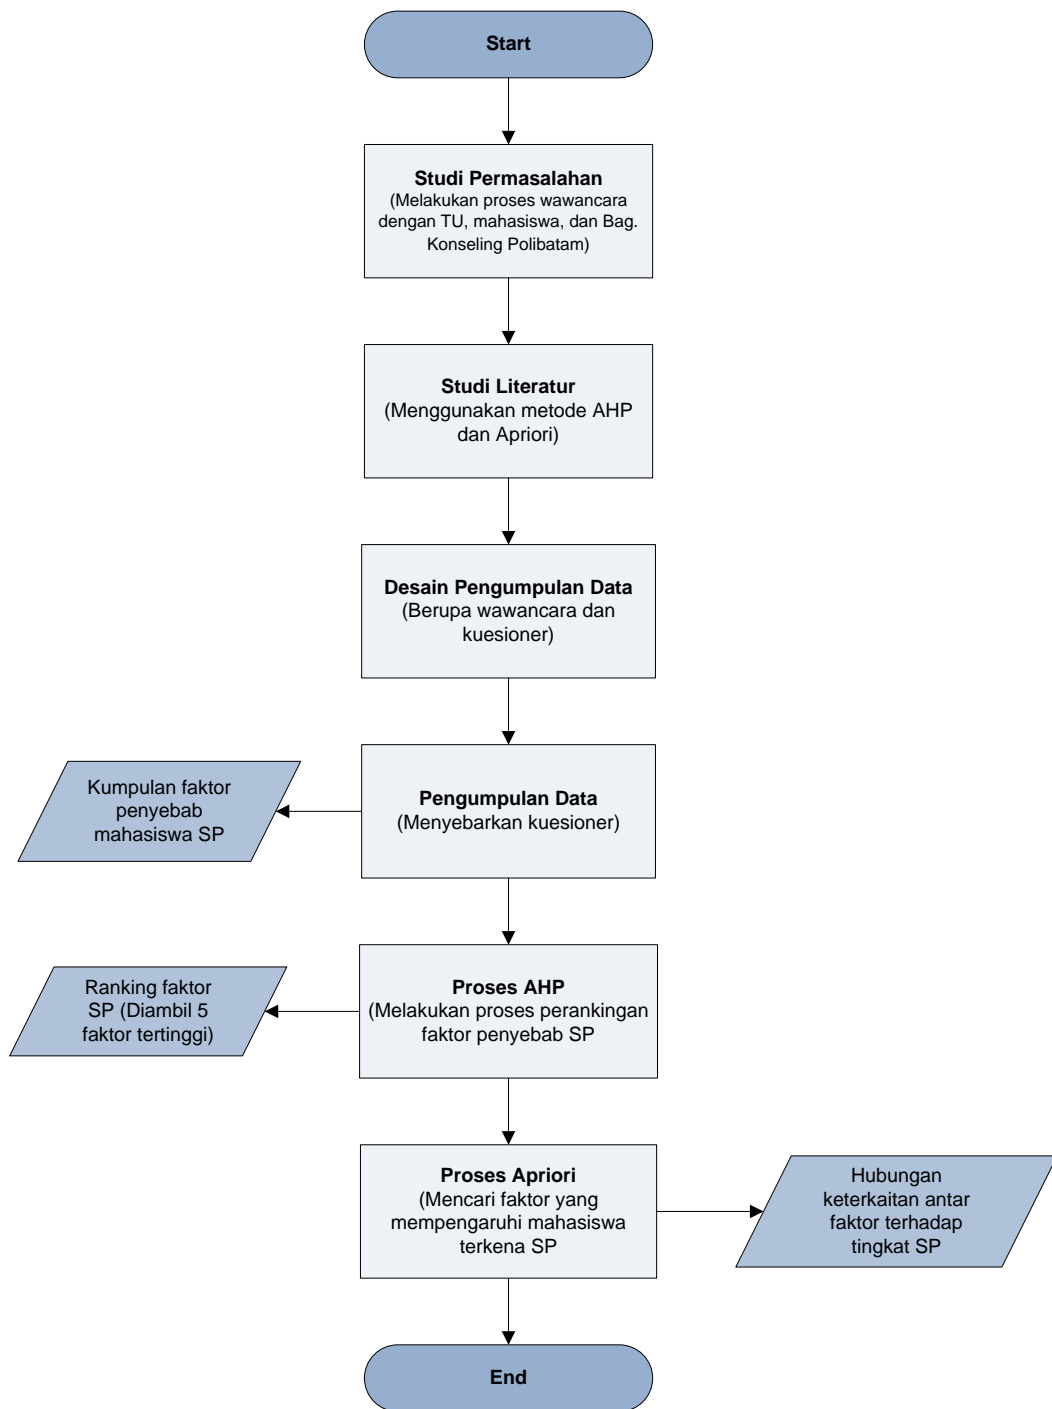 Start
Studi Permasalahan
(Melakukan proses wawancara
dengan TU, mahasiswa, dan Bag.
Konseling Polibatam)
Studi Literatur
(Menggunakan metode AHP
dan Apriori)
Desain Pengumpulan Data
(Berupa wawancara dan
kuesioner)
Kumpulan faktor
penyebab
mahasiswa SP
Pengumpulan Data
(Menyebarkan kuesioner)
Ranking faktor
SP (Diambil 5
faktor tertinggi)
Proses AHP
(Melakukan proses perankingan
faktor penyebab SP
Proses Apriori
(Mencari faktor yang
mempengaruhi mahasiswa
terkena SP
Hubungan
keterkaitan antar
faktor terhadap
tingkat SP
End